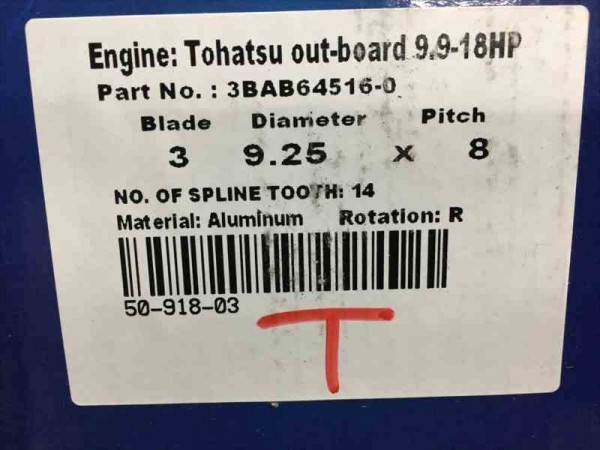 Engine: Tohatsu out-board 9.9-18HP
Part No. : 3BAB64516-0
Blade Diameter Pitch
3 9.25 x 8
NO. OF SPLINE TOOTH: 14
Material: Aluminum Rotation: R
50-918-03
T